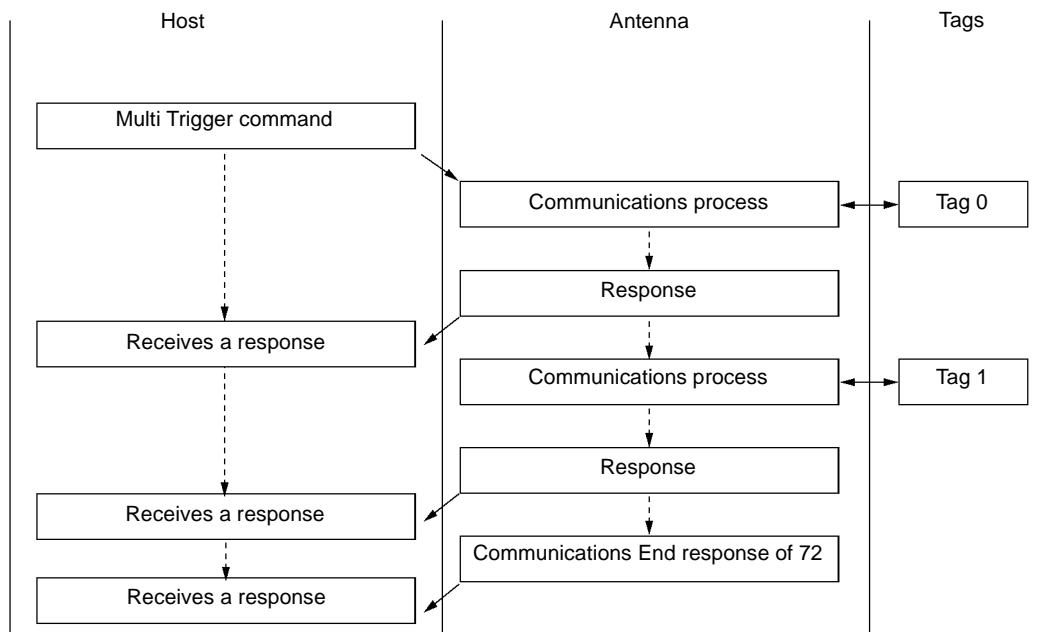 Host
Antenna
Tags
Multi Trigger command
Communications process
Tag 0
Response
Receives a response
Communications process
Tag 1
Response
Receives a response
Communications End response of 72
Receives a response